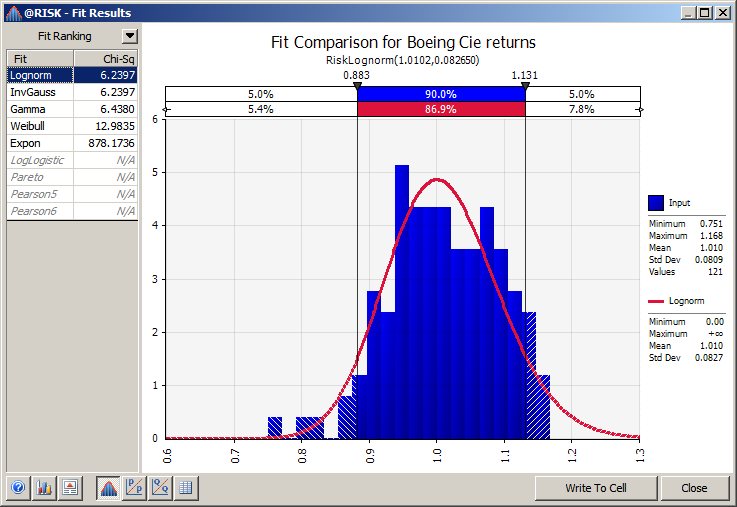 @RISK - Fit Results
Fit Ranking
Fit Chi-Sq
Lognorm 6.2397
InvGauss 6.2397
Gamma 6.4380
Weibull 12.9835
Expon 878.1736
LogLogistic N/A
Pareto N/A
Pearson5 N/A
Pearson6 N/A
Fit Comparison for Boeing Cie returns
RiskLognorm(1.0102,0.082650)
0.883 1.131
5.0% 90.0% 5.0%
5.4% 86.9% 7.8%
6
5
4
3
2
1
0
0.6 0.7 0.8 0.9 1.0 1.1 1.2 1.3
Input
Minimum 0.751
Maximum 1.168
Mean 1.010
Std Dev 0.0809
Values 121
Lognorm
Minimum 0.00
Maximum +∞
Mean 1.010
Std Dev 0.0827
? P P Q Q
Write To Cell Close